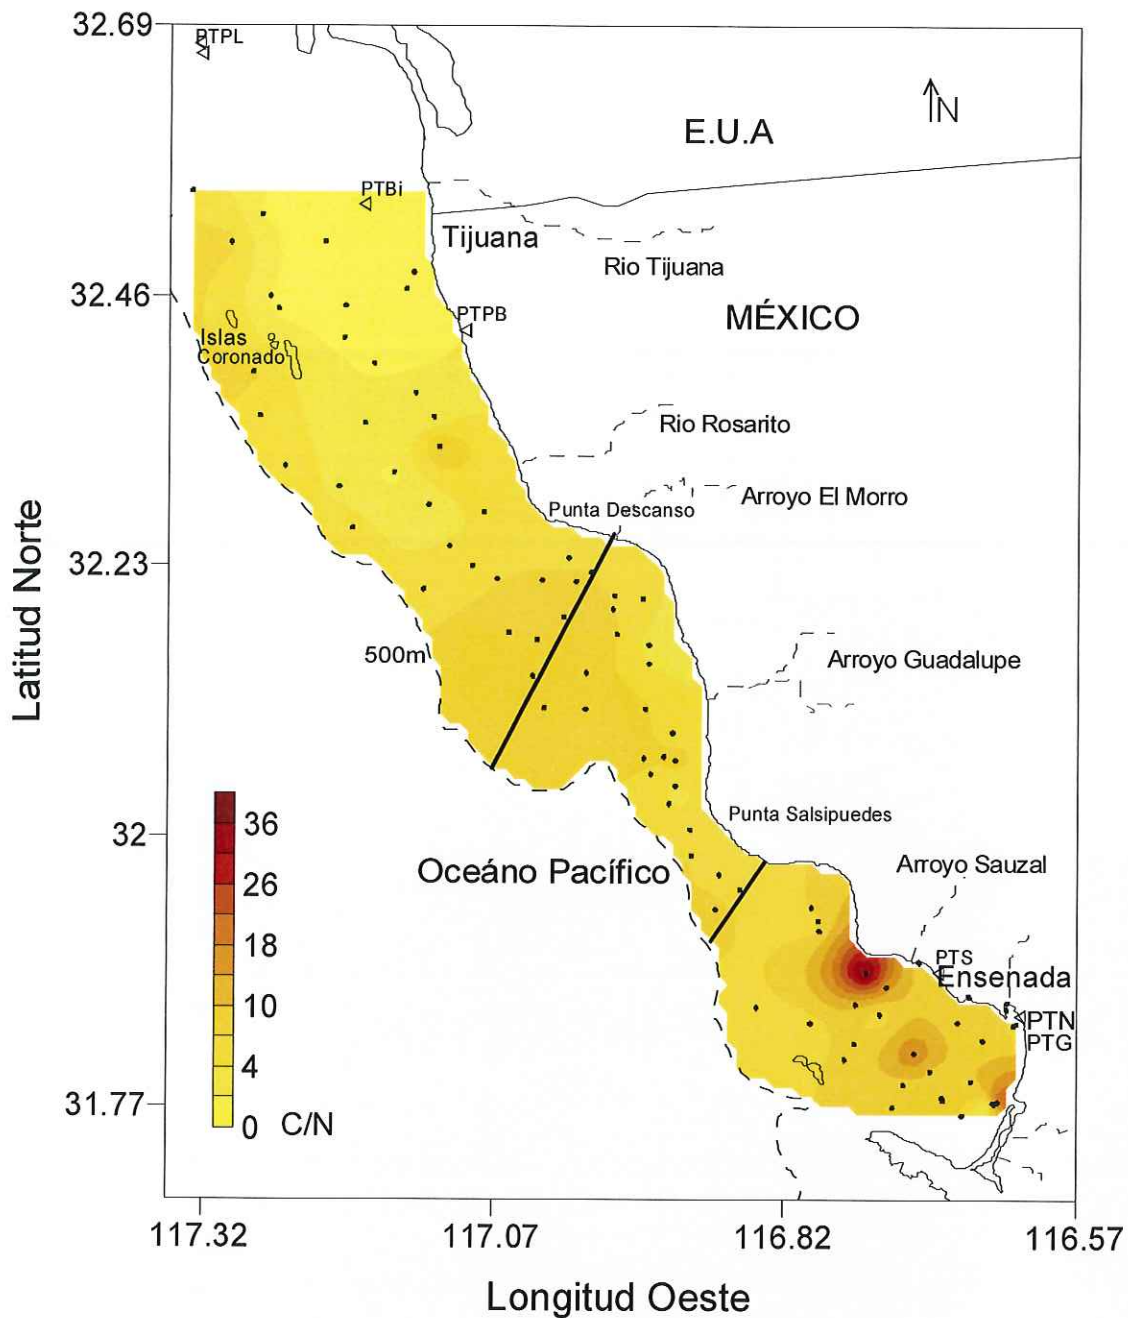 32.69
PTPL
N
E.U.A
PTBi
Tijuana
Rio Tijuana
32.46
PTPB
MÉXICO
Islas
Coronado
Rio Rosarito
Arroyo El Morro
Punta Descanso
32.23
Latitud Norte
500m
Arroyo Guadalupe
36
26
18
10
4
0 C/N
Punta Salsipuedes
32
Arroyo Sauzal
Oceáno Pacífico
PTS
Ensenada
PTN
PTG
31.77
117.32
117.07
116.82
116.57
Longitud Oeste